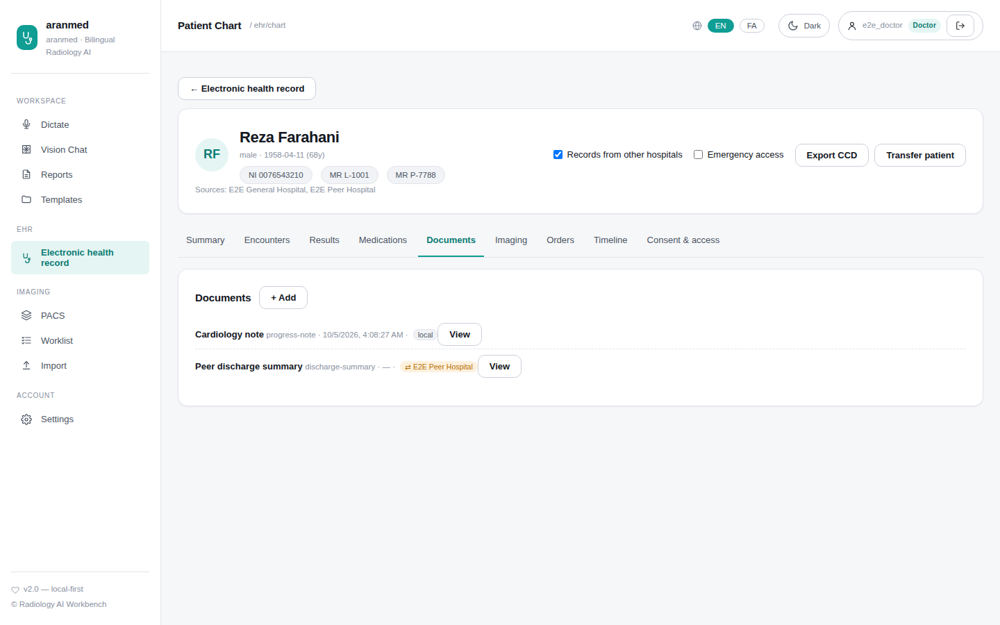 aranmed
aranmed · Bilingual
Radiology AI
WORKSPACE
Dictate
Vision Chat
Reports
Templates
EHR
Electronic health
record
IMAGING
PACS
Worklist
Import
ACCOUNT
Settings
v2.0 — local-first
© Radiology AI Workbench
Patient Chart / ehr/chart
EN FA Dark e2e_doctor Doctor
← Electronic health record
RF
Reza Farahani
male · 1958-04-11 (68y)
NI 0076543210 MR L-1001 MR P-7788
Sources: E2E General Hospital, E2E Peer Hospital
Records from other hospitals Emergency access Export CCD Transfer patient
Summary Encounters Results Medications Documents Imaging Orders Timeline Consent & access
Documents + Add
Cardiology note progress-note · 10/5/2026, 4:08:27 AM · local View
Peer discharge summary discharge-summary · — · ⇄ E2E Peer Hospital View